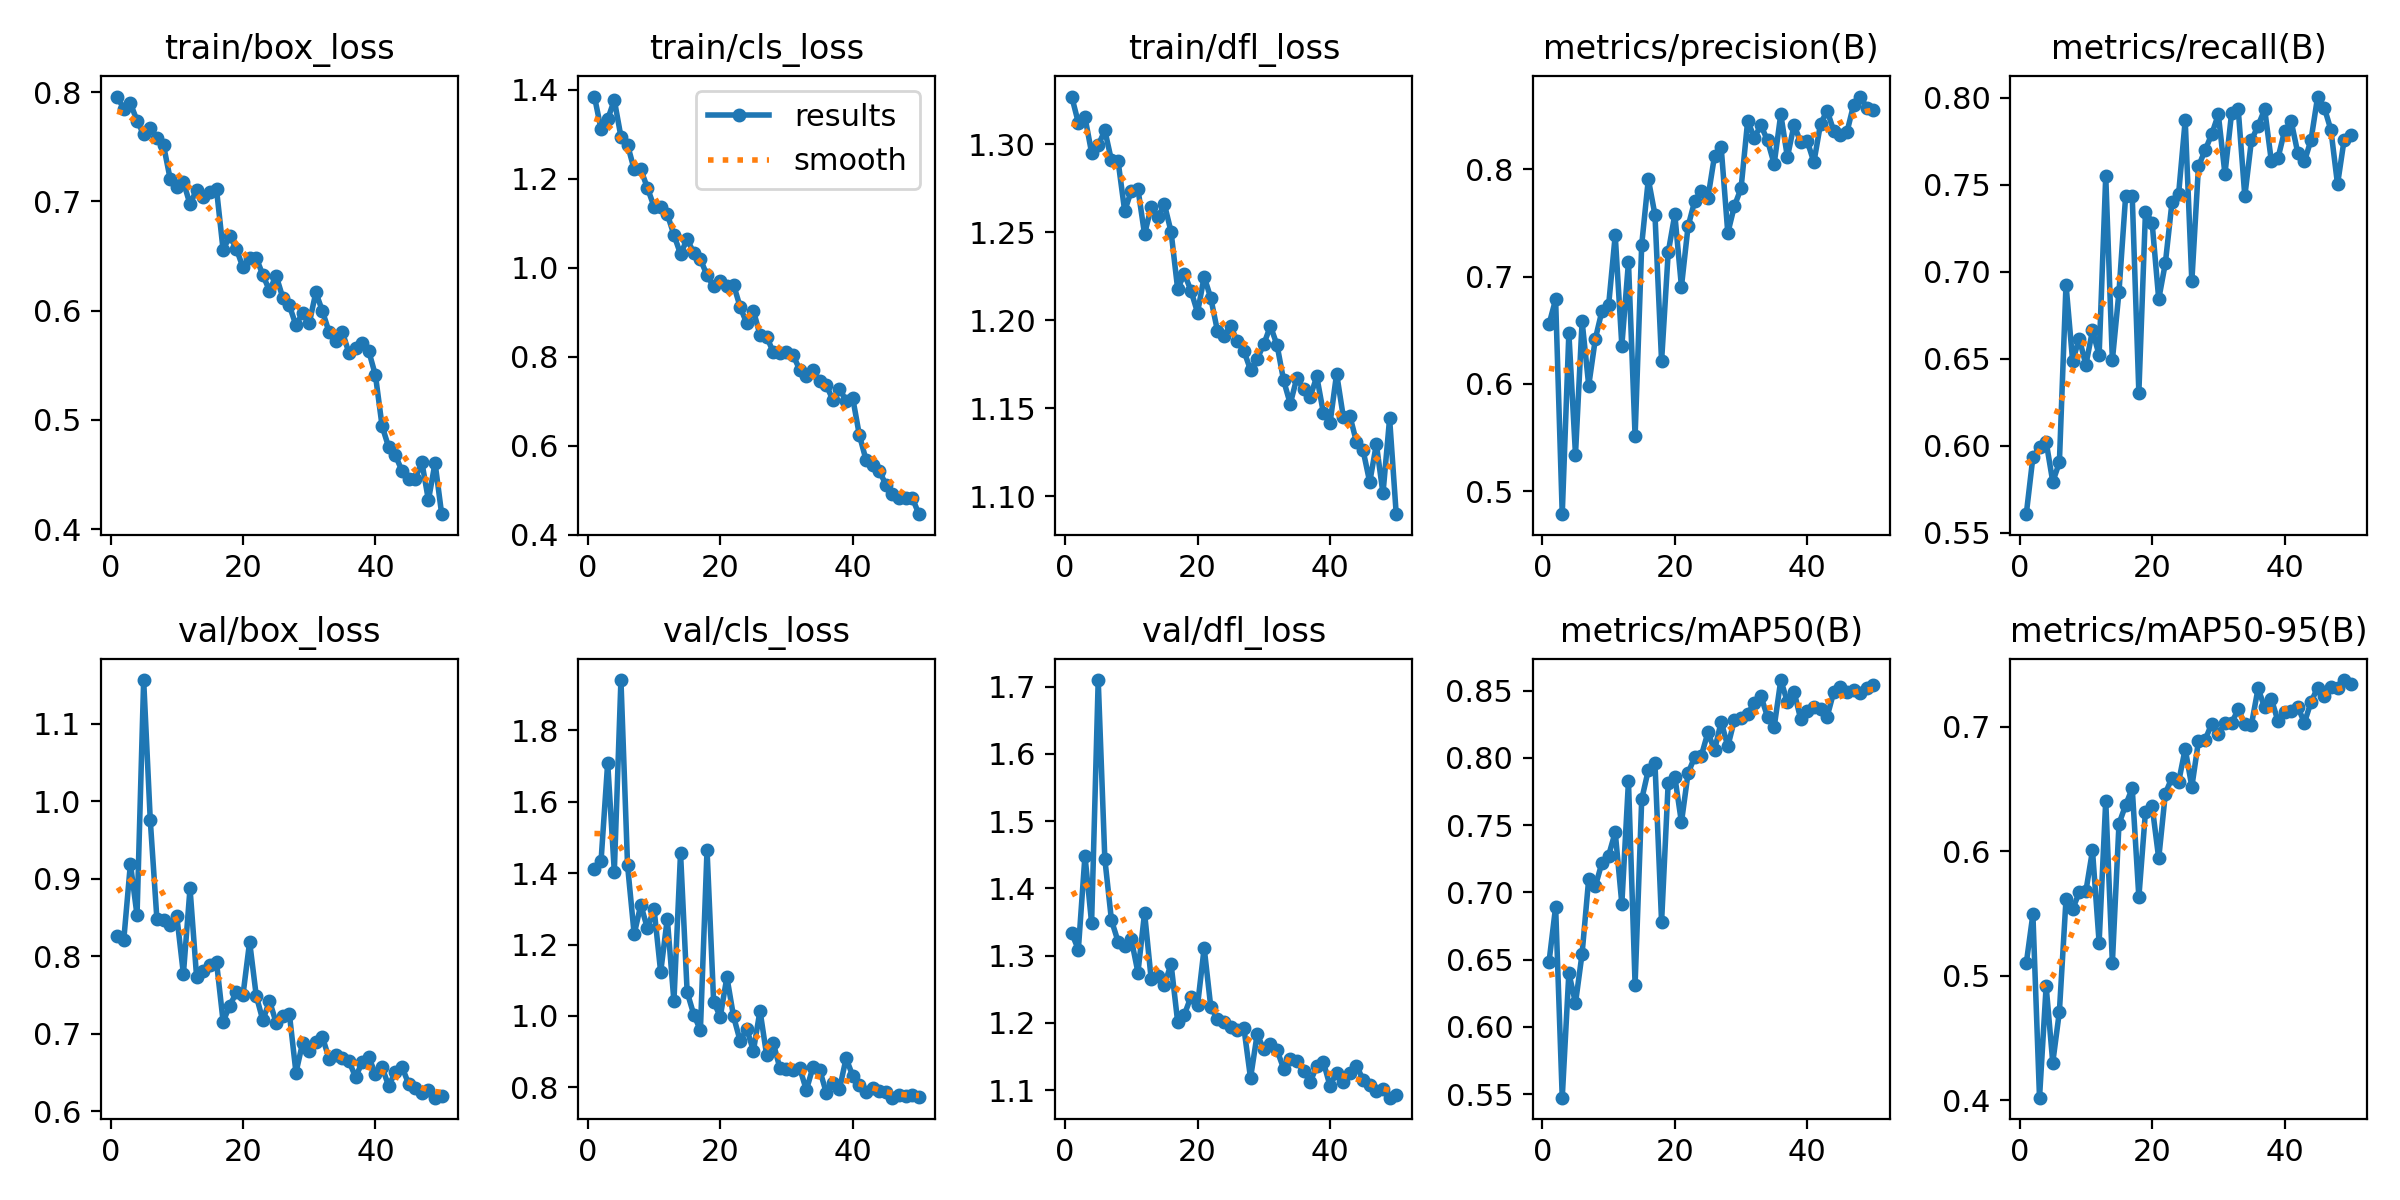 train/box_loss
0.8
0.7
0.6
0.5
0.4
0 20 40
train/cls_loss
results
smooth
1.4
1.2
1.0
0.8
0.6
0.4
0 20 40
train/dfl_loss
1.30
1.25
1.20
1.15
1.10
0 20 40
metrics/precision(B)
0.8
0.7
0.6
0.5
0 20 40
metrics/recall(B)
0.80
0.75
0.70
0.65
0.60
0.55
0 20 40
val/box_loss
1.1
1.0
0.9
0.8
0.7
0.6
0 20 40
val/cls_loss
1.8
1.6
1.4
1.2
1.0
0.8
0 20 40
val/dfl_loss
1.7
1.6
1.5
1.4
1.3
1.2
1.1
0 20 40
metrics/mAP50(B)
0.85
0.80
0.75
0.70
0.65
0.60
0.55
0 20 40
metrics/mAP50-95(B)
0.7
0.6
0.5
0.4
0 20 40